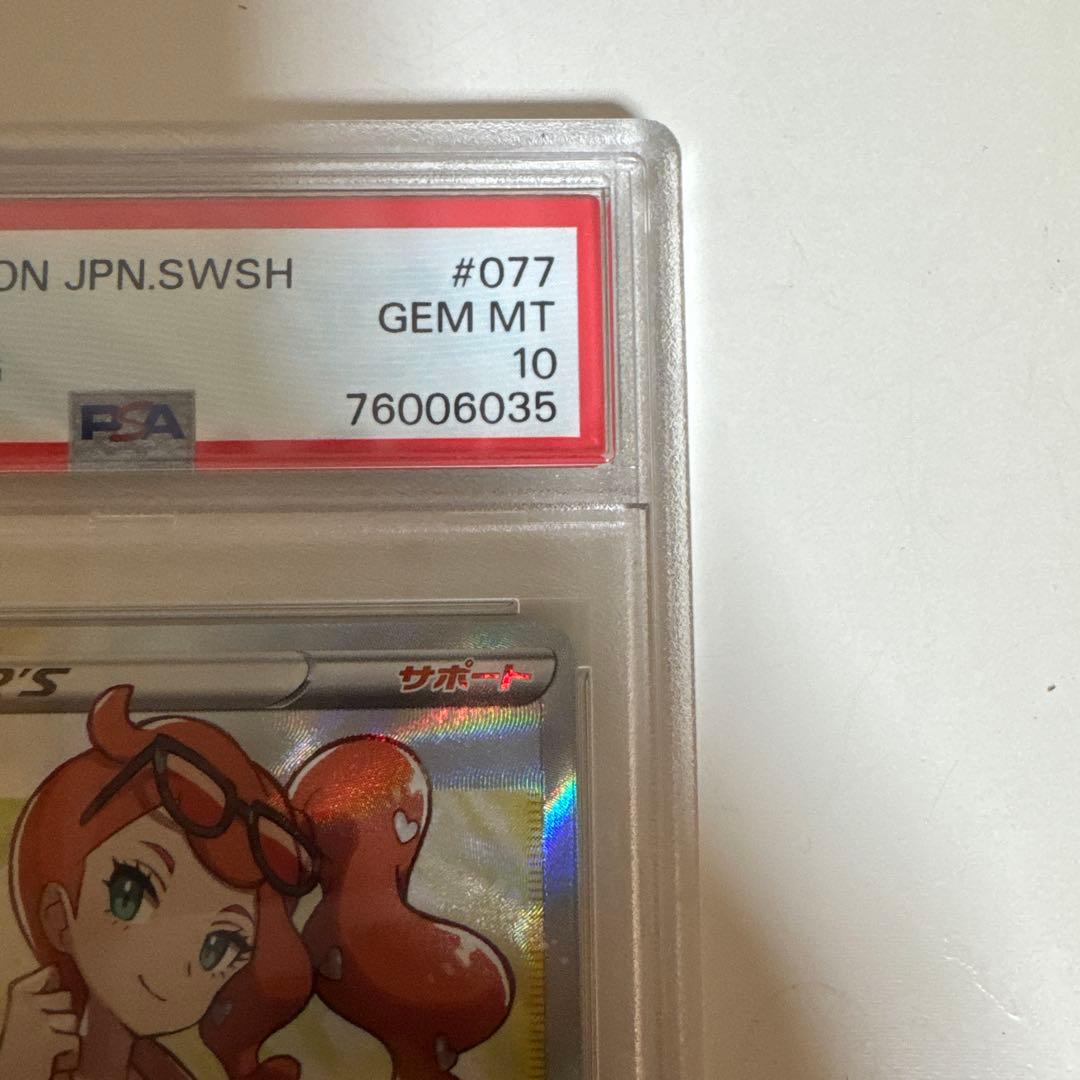 ON JPN.SWSH #077
GEM MT
10
PSA 76006035
R'S サポート